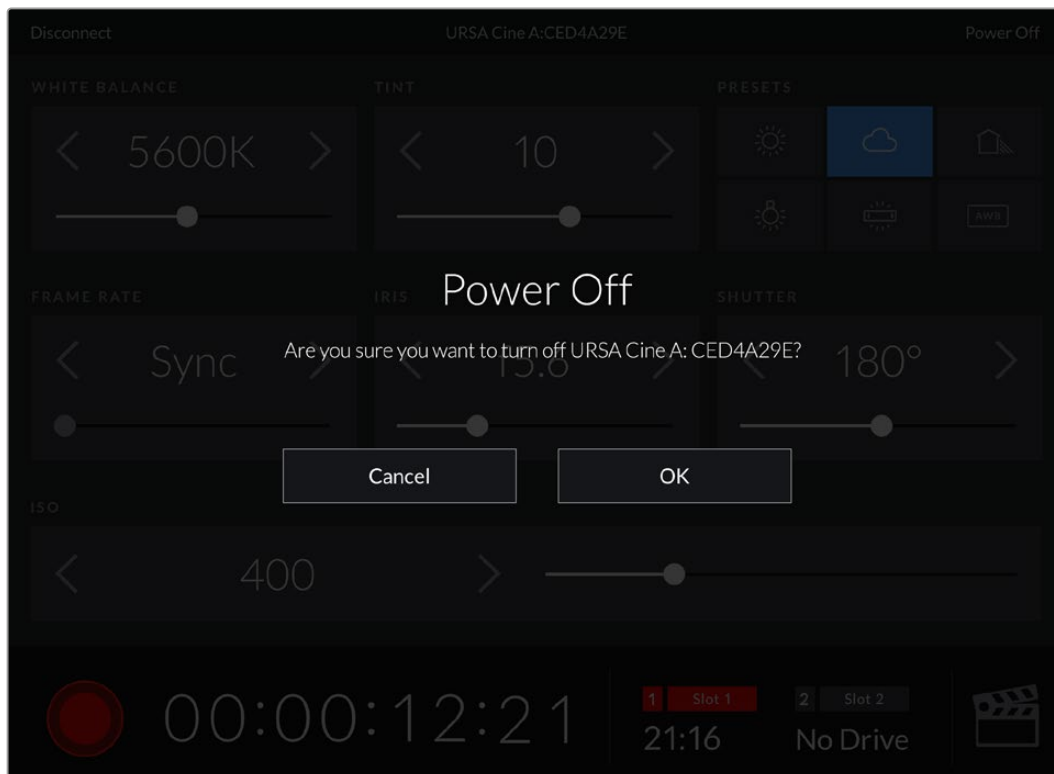 Disconnect URSA Cine A:CED4A29E Power Off
WHITE BALANCE TINT PRESETS
5600K 10
AWB
Power Off
FRAME RATE IRIS SHUTTER
Are you sure you want to turn off URSA Cine A: CED4A29E?
Sync 15.6 180°
Cancel OK
ISO
400
1 Slot 1 2 Slot 2
00:00:12:21 21:16 No Drive